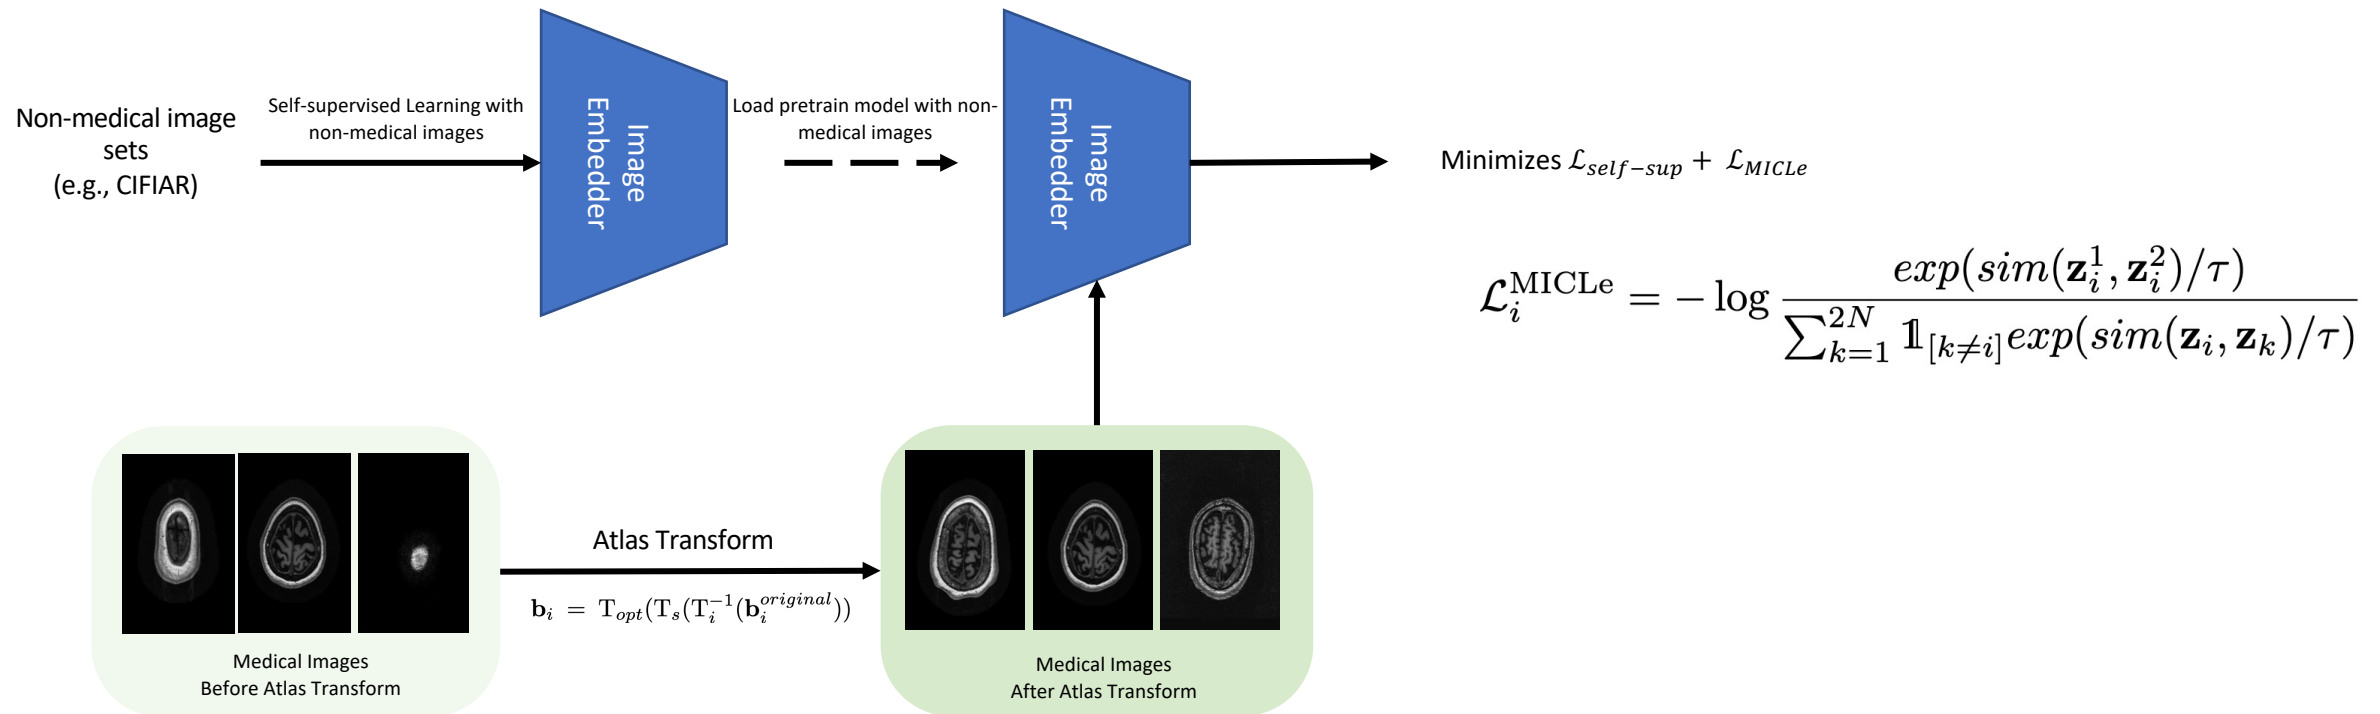 Non-medical image
sets
(e.g., CIFIAR)
Self-supervised Learning with
non-medical images
Image
Embedder
Load pretrain model with non-
medical images
Image
Embedder
Minimizes ℒ_{self−sup} + ℒ_{MICLe}
ℒ_i^{MICLe} = − log \frac{exp(sim(𝐳_i^1, 𝐳_i^2)/τ)}{∑_{k=1}^{2N} 𝟙_{[k≠i]} exp(sim(𝐳_i, 𝐳_k)/τ)}
Medical Images
Before Atlas Transform
Atlas Transform
𝐛_i = T_{opt}(T_s(T_i^{-1}(𝐛_i^{original}))
Medical Images
After Atlas Transform